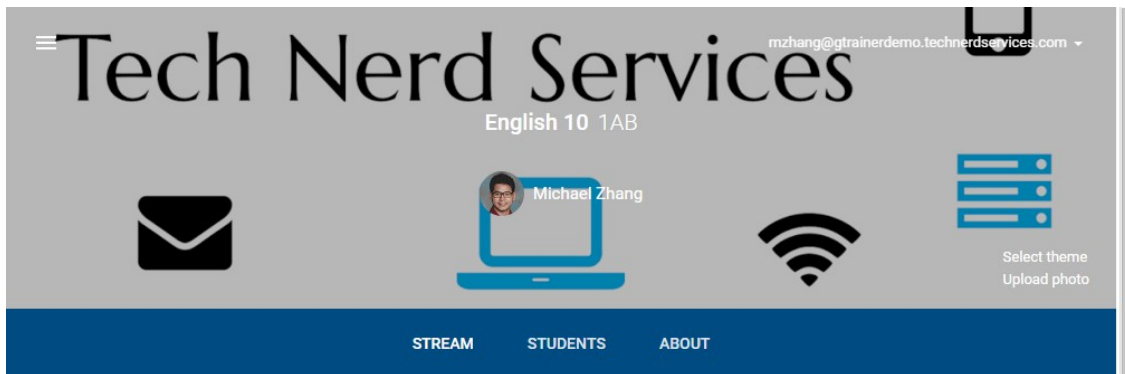 Tech Nerd Services
mzhang@gtrainerdemo.technerdservices.com
English 10 1AB
Michael Zhang
Select theme
Upload photo
STREAM STUDENTS ABOUT